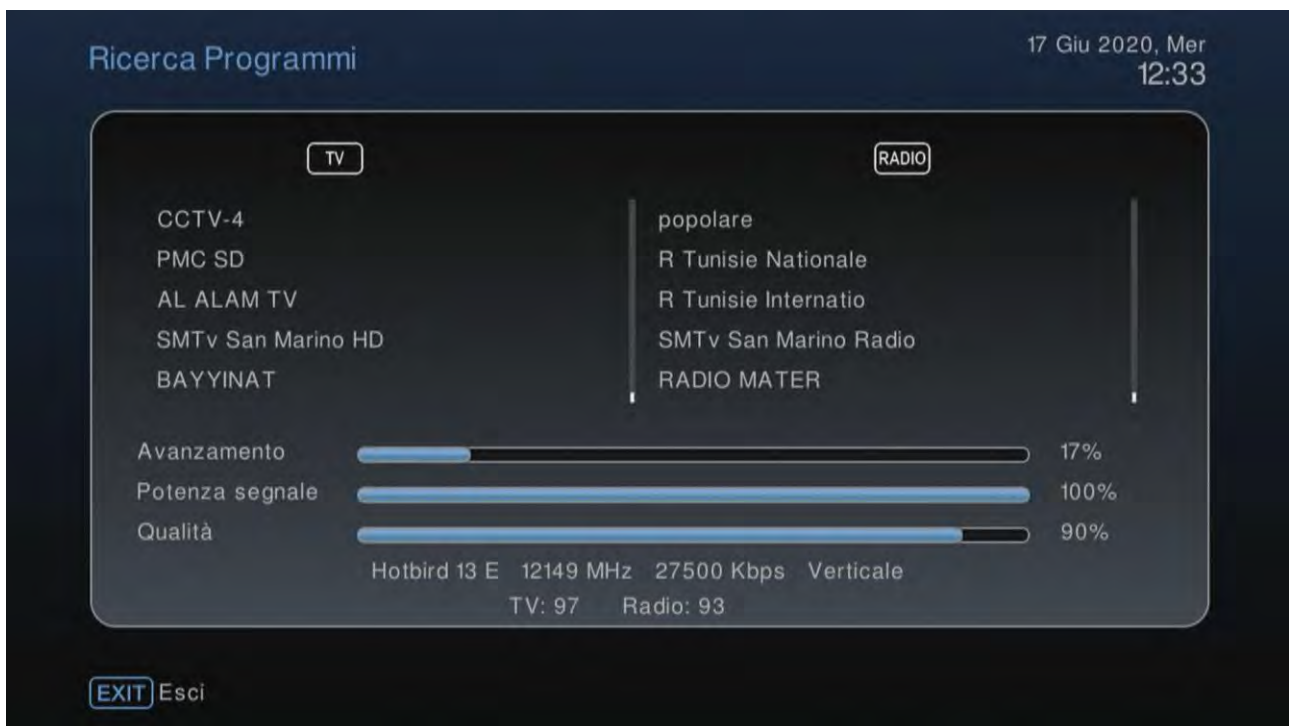 Ricerca Programmi
17 Giu 2020, Mer
12:33
TV
RADIO
CCTV-4
popolare
PMC SD
R Tunisie Nationale
AL ALAM TV
R Tunisie Internatio
SMTv San Marino HD
SMTv San Marino Radio
BAYYINAT
RADIO MATER
Avanzamento 17%
Potenza segnale 100%
Qualità 90%
Hotbird 13 E 12149 MHz 27500 Kbps Verticale
TV: 97 Radio: 93
EXIT Esci